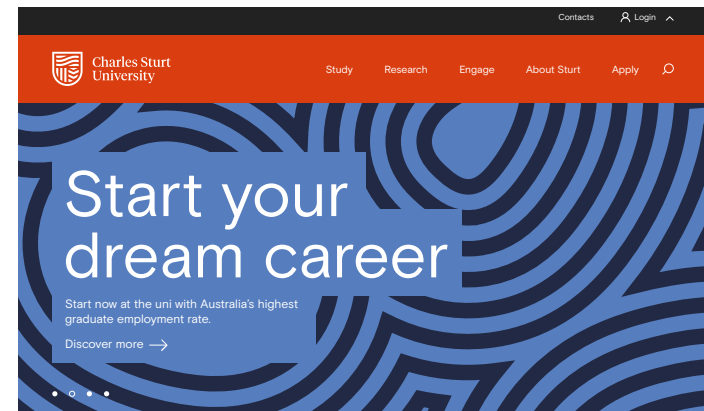 Contacts
Login
Charles Sturt
University
Study
Research
Engage
About Sturt
Apply
Start your
dream career
Start now at the uni with Australia's highest
graduate employment rate.
Discover more